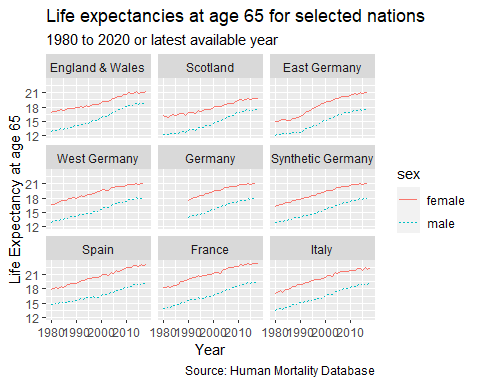 Life expectancies at age 65 for selected nations
1980 to 2020 or latest available year
England & Wales Scotland East Germany
21
18
15
12
West Germany Germany Synthetic Germany
21
18
15
12
Spain France Italy
21
18
15
12
1980 1990 2000 2010 1980 1990 2000 2010 1980 1990 2000 2010
Life Expectancy at age 65
Year
sex
female
male
Source: Human Mortality Database